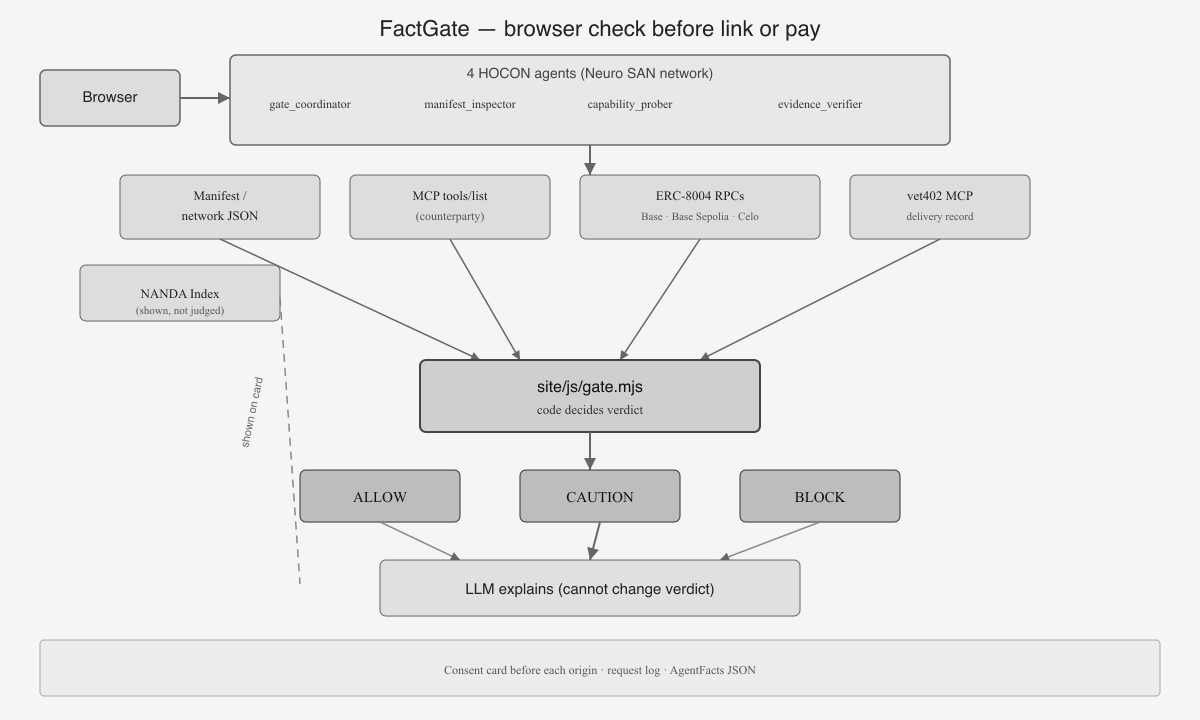 FactGate — browser check before link or pay
Browser
4 HOCON agents (Neuro SAN network)
gate_coordinator
manifest_inspector
capability_prober
evidence_verifier
Manifest /
network JSON
MCP tools/list
(counterparty)
ERC-8004 RPCs
Base · Base Sepolia · Celo
vet402 MCP
delivery record
NANDA Index
(shown, not judged)
shown on card
site/js/gate.mjs
code decides verdict
ALLOW
CAUTION
BLOCK
LLM explains (cannot change verdict)
Consent card before each origin · request log · AgentFacts JSON